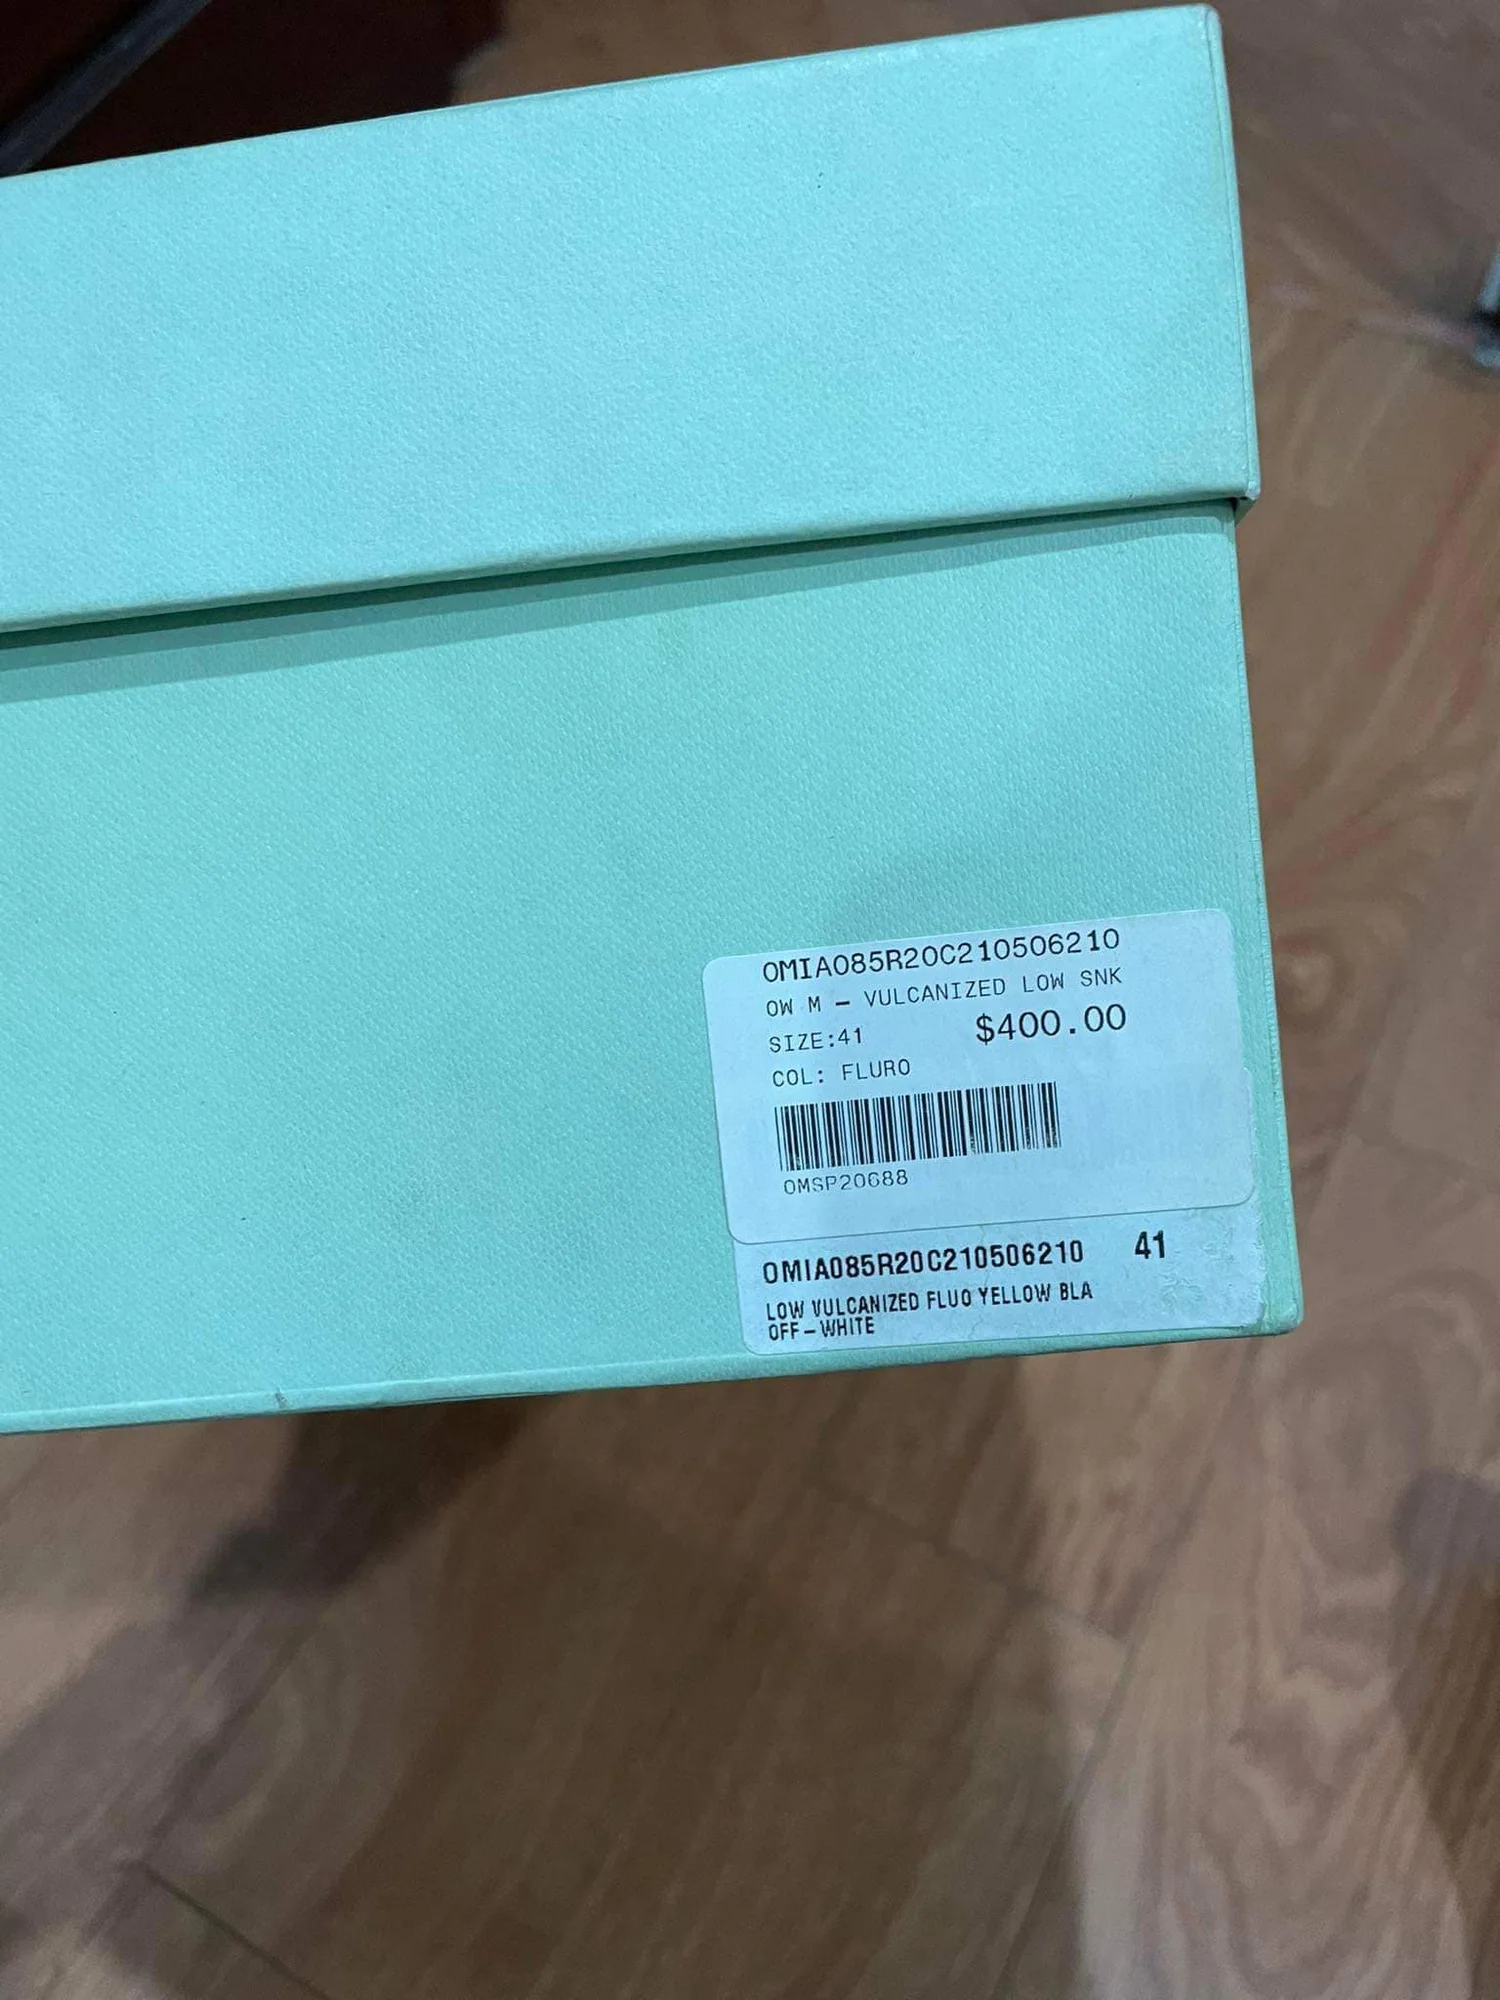 OMIA085R20C210506210
OW M - VULCANIZED LOW SNK
SIZE:41 $400.00
COL: FLURO
OMSP20688
OMIA085R20C210506210 41
LOW VULCANIZED FLUO YELLOW BLA
OFF-WHITE